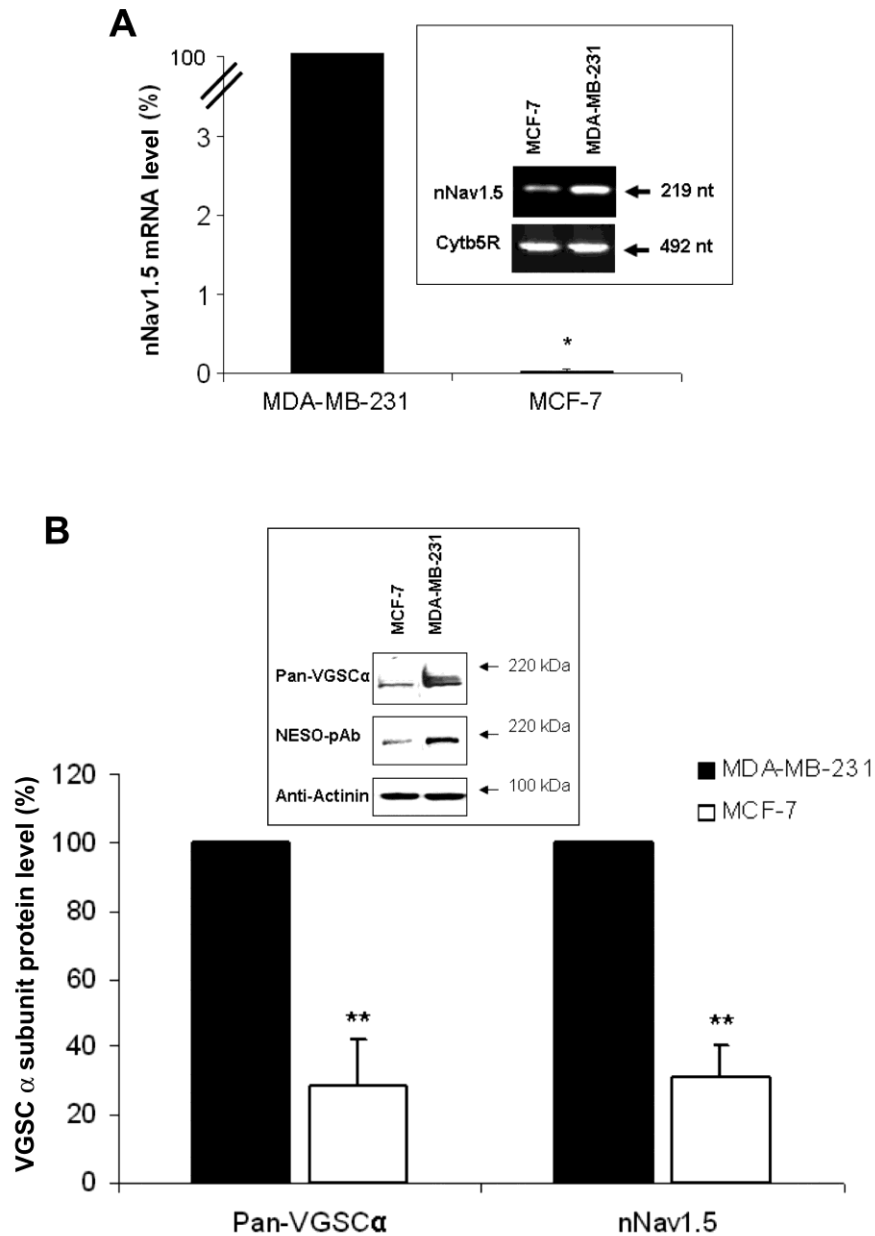 A
nNav1.5 mRNA level (%)
100
3
2
1
0
MDA-MB-231
MCF-7
*
MCF-7
MDA-MB-231
nNav1.5
219 nt
Cytb5R
492 nt
B
VGSC α subunit protein level (%)
120
100
80
60
40
20
0
MCF-7
MDA-MB-231
Pan-VGSCα
220 kDa
NESO-pAb
220 kDa
Anti-Actinin
100 kDa
MDA-MB-231
MCF-7
**
**
Pan-VGSCα
nNav1.5